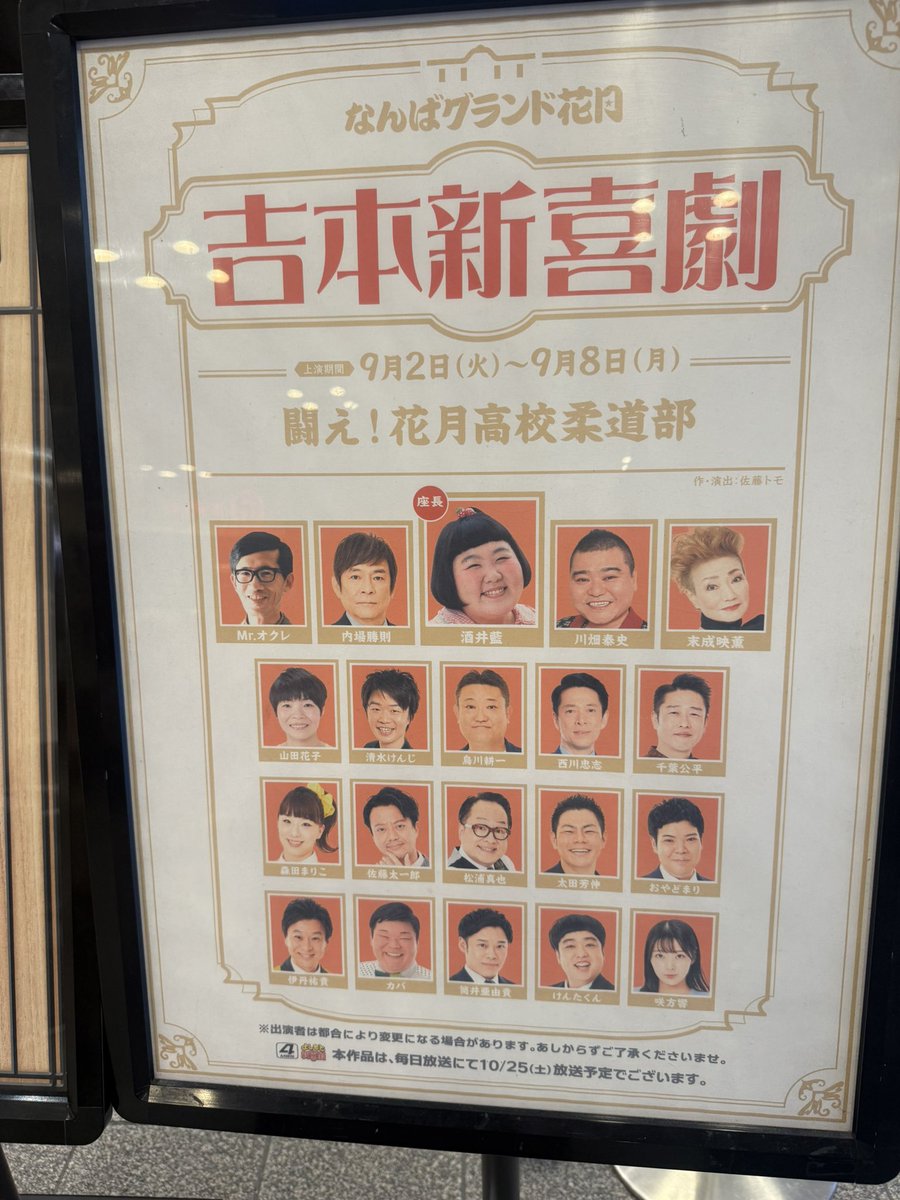 なんばグランド花月
吉本新喜劇
上演期間 9月2日(火)〜9月8日(月)
闘え!花月高校柔道部
作・演出:佐藤トモ
座長
Mr.オクレ 内場勝則 酒井藍 川畑泰史 末成映薫
山田花子 清水けんじ 烏川耕一 西川忠志 千葉公平
森田まりこ 佐藤太一郎 松浦真也 太田芳伸 おやどまり
伊丹祐貴 カバ 筒井亜由貴 けんたくん 咲方響
※出演者は都合により変更になる場合があります。あしからずご了承くださいませ。
4 本作品は、毎日放送にて10/25(土)放送予定でございます。